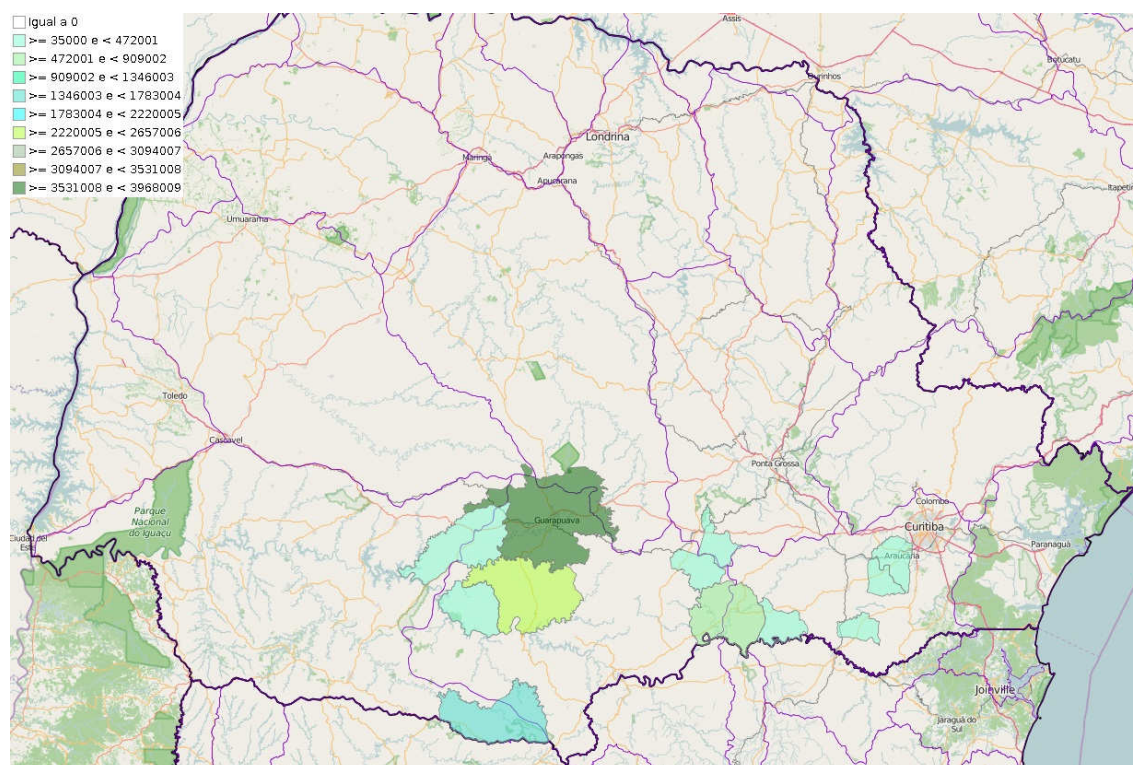 Igual a 0
>= 35000 e < 472001
>= 472001 e < 909002
>= 909002 e < 1346003
>= 1346003 e < 1783004
>= 1783004 e < 2220005
>= 2220005 e < 2657006
>= 2657006 e < 3094007
>= 3094007 e < 3531008
>= 3531008 e < 3968009
Assis
Botucatu
Ourinhos
Londrina
Maringá
Arapongas
Apucarana
Itapetin
Umuarama
Toledo
Cascavel
Ponta Grossa
Colombo
Parque
Nacional
do Iguaçu
Guarapuava
Curitiba
Ciudad del
Este
Araucária
Paranaguá
Joinville
Jaraguá do
Sul